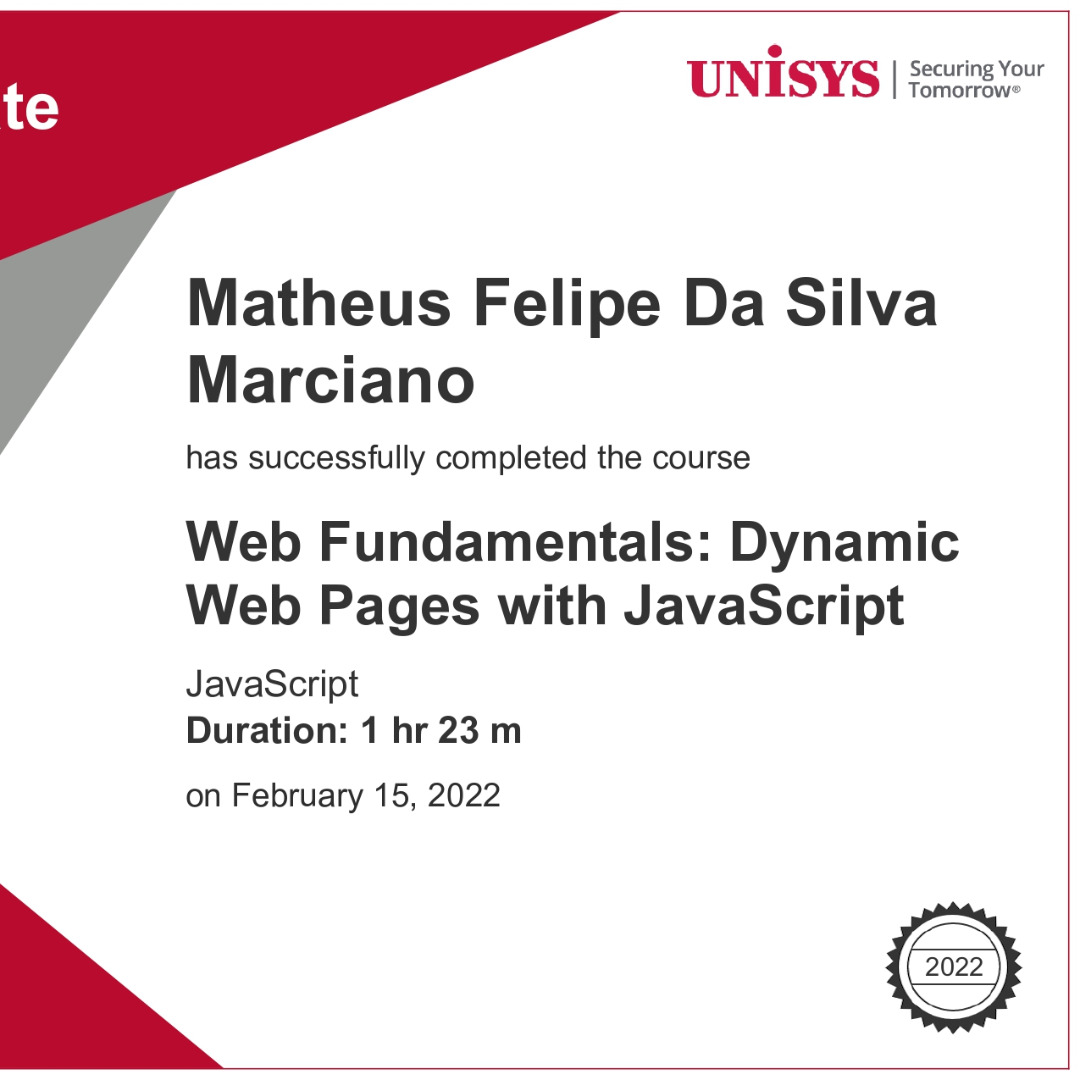 te
UNiSYS | Securing Your
Tomorrow®
Matheus Felipe Da Silva
Marciano
has successfully completed the course
Web Fundamentals: Dynamic
Web Pages with JavaScript
JavaScript
Duration: 1 hr 23 m
on February 15, 2022
2022